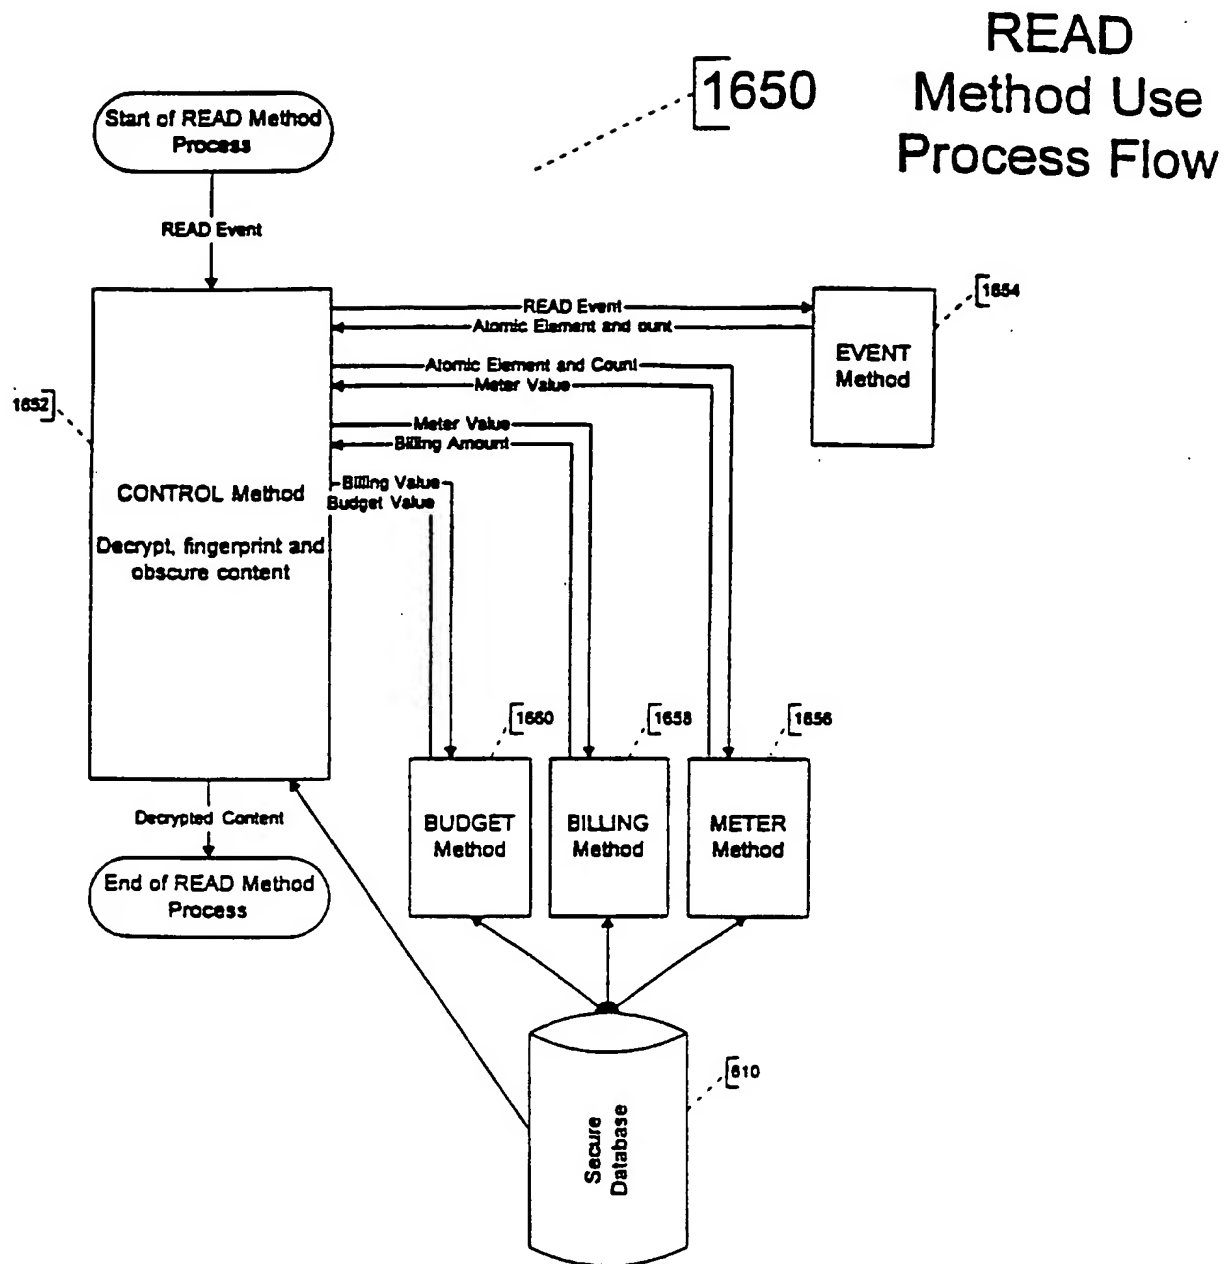 READ
Method Use
Process Flow
1650
Start of READ Method
Process
READ Event
READ Event
Atomic Element and ount
1654
EVENT
Method
Atomic Element and Count
Meter Value
1652
Meter Value
Billing Amount
Billing Value
Budget Value
CONTROL Method
Decrypt, fingerprint and
obscure content
1660
1658
1656
BUDGET
Method
BILLING
Method
METER
Method
Decrypted Content
End of READ Method
Process
610
Secure
Database